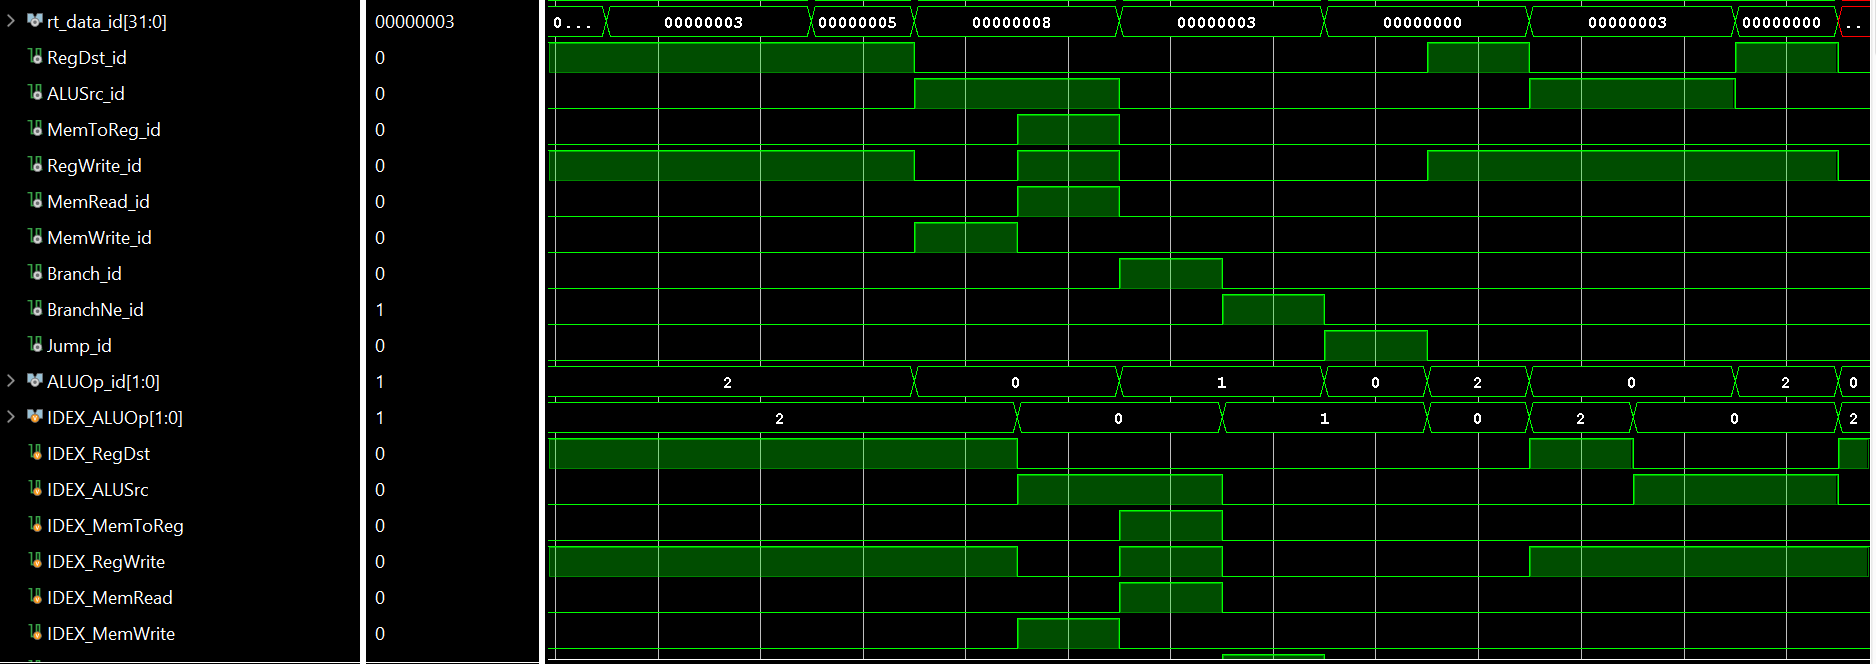 rt_data_id[31:0] 00000003 0... 00000003 00000005 00000008 00000003 00000000 00000003 00000000 ..
RegDst_id 0
ALUSrc_id 0
MemToReg_id 0
RegWrite_id 0
MemRead_id 0
MemWrite_id 0
Branch_id 0
BranchNe_id 1
Jump_id 0
ALUOp_id[1:0] 1 2 0 1 0 2 0 2 0
IDEX_ALUOp[1:0] 1 2 0 1 0 2 0 2
IDEX_RegDst 0
IDEX_ALUSrc 0
IDEX_MemToReg 0
IDEX_RegWrite 0
IDEX_MemRead 0
IDEX_MemWrite 0